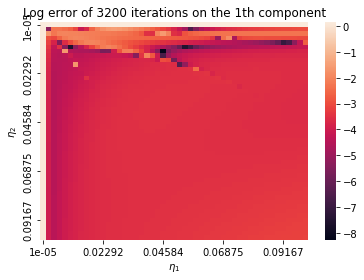 Log error of 3200 iterations on the 1th component
η₂
1e-05
0.02292
0.04584
0.06875
0.09167
1e-05 0.02292 0.04584 0.06875 0.09167
η₁
0
−1
−2
−3
−4
−5
−6
−7
−8